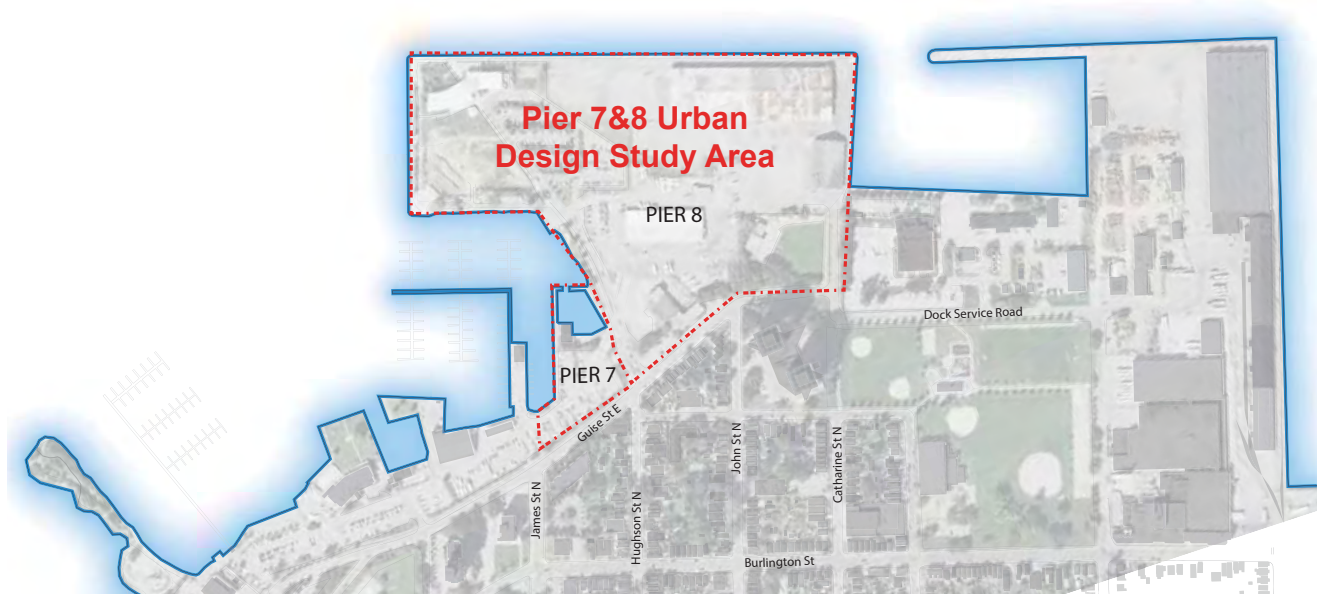 Pier 7&8 Urban
Design Study Area
PIER 8
Dock Service Road
PIER 7
Guise St E
James St N
Hughson St N
John St N
Catharine St N
Burlington St